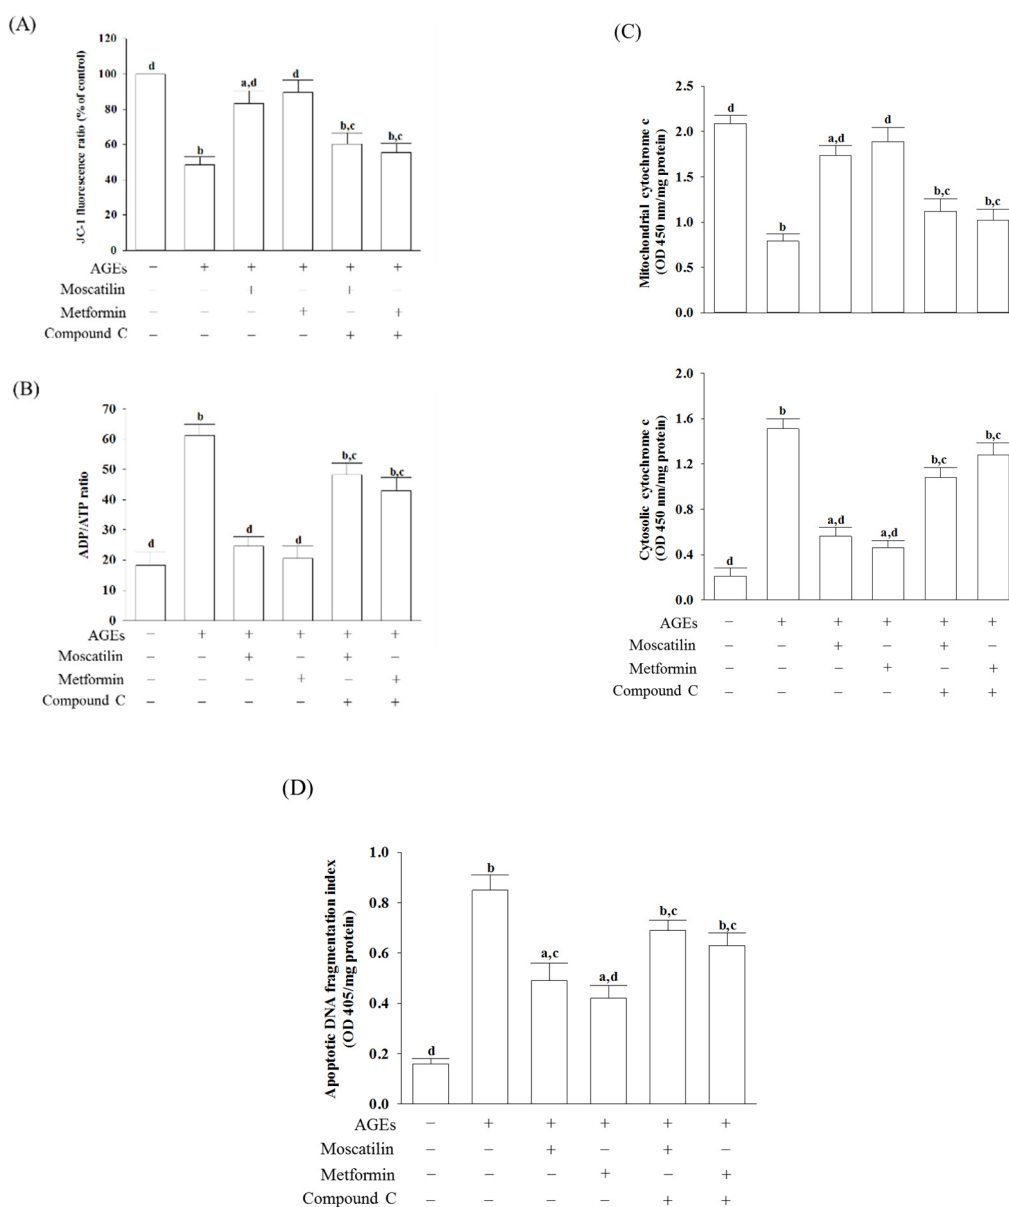 (A)
JC-1 fluorescence ratio (% of control)
120
100
80
60
40
20
0
d
b
a,d
d
b,c
b,c
AGEs − + + + + +
Moscatilin − − + − + −
Metformin − − − + − +
Compound C − − − − + +
(B)
ADP/ATP ratio
70
60
50
40
30
20
10
0
d
b
d
d
b,c
b,c
AGEs − + + + + +
Moscatilin − − + − + −
Metformin − − − + − +
Compound C − − − − + +
(C)
Mitochondrial cytochrome c
(OD 450 nm/mg protein)
2.5
2.0
1.5
1.0
0.5
0.0
d
b
a,d
d
b,c
b,c
Cytosolic cytochrome c
(OD 450 nm/mg protein)
2.0
1.6
1.2
0.8
0.4
0.0
d
b
a,d
a,d
b,c
b,c
AGEs − + + + + +
Moscatilin − − + − + −
Metformin − − − + − +
Compound C − − − − + +
(D)
Apoptotic DNA fragmentation index
(OD 405/mg protein)
1.0
0.8
0.6
0.4
0.2
0.0
d
b
a,c
a,d
b,c
b,c
AGEs − + + + + +
Moscatilin − − + − + −
Metformin − − − + − +
Compound C − − − − + +